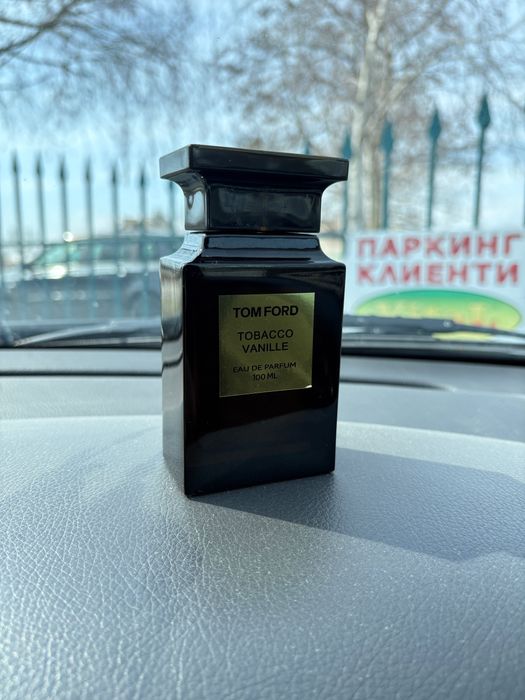 TOM FORD
TOBACCO
VANILLE
EAU DE PARFUM
100 ML
ПАРКИНГ
КЛИЕНТИ